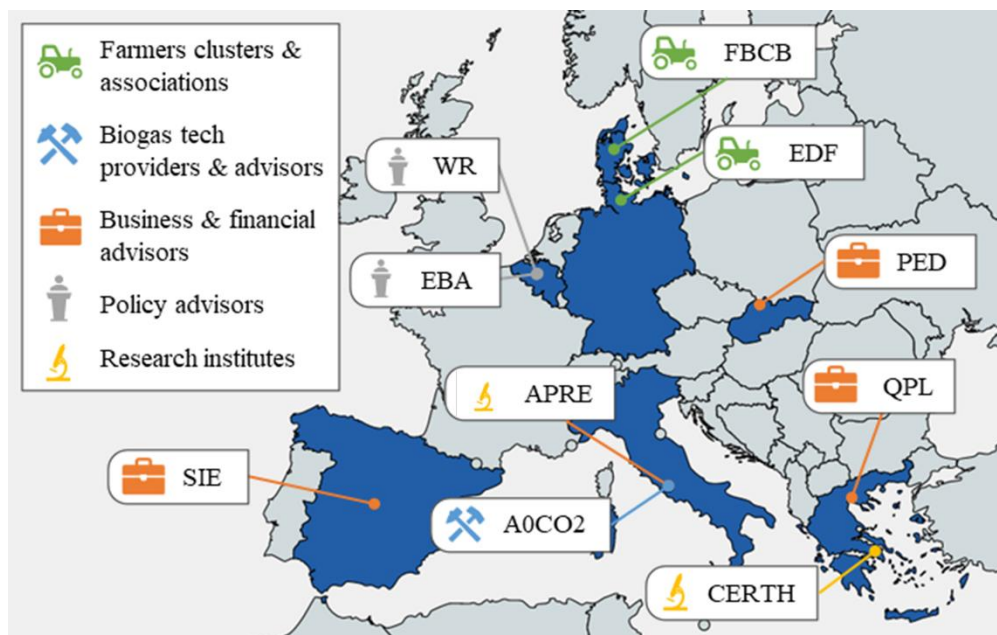 Farmers clusters &
associations
Biogas tech
providers & advisors
Business & financial
advisors
Policy advisors
Research institutes
FBCB
EDF
WR
EBA
PED
APRE
QPL
SIE
A0CO2
CERTH